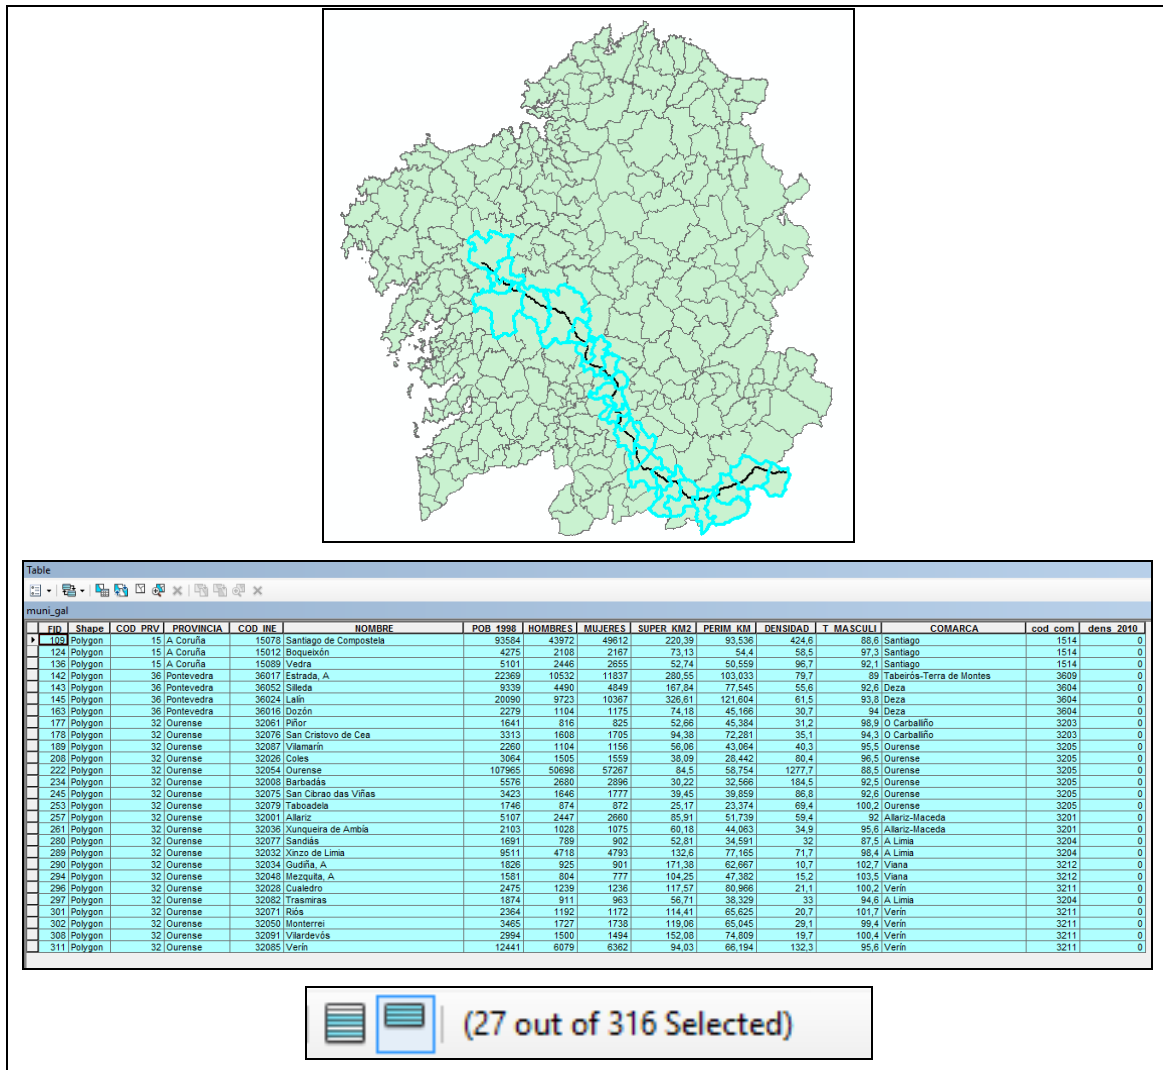 Table
muni_gal
FID Shape COD_PRV PROVINCIA COD_INE NOMBRE POB_1998 HOMBRES MUJERES SUPER_KM2 PERIM_KM DENSIDAD T_MASCULI COMARCA cod_com dens_2010
109 Polygon 15 A Coruña 15078 Santiago de Compostela 93584 43972 49612 220,39 93,536 424,6 88,6 Santiago 1514 0
124 Polygon 15 A Coruña 15012 Boqueixón 4275 2108 2167 73,13 54,4 58,5 97,3 Santiago 1514 0
136 Polygon 15 A Coruña 15089 Vedra 5101 2446 2655 52,74 50,559 96,7 92,1 Santiago 1514 0
142 Polygon 36 Pontevedra 36017 Estrada, A 22369 10532 11837 280,55 103,033 79,7 89 Tabeirós-Terra de Montes 3609 0
143 Polygon 36 Pontevedra 36052 Silleda 9339 4490 4849 167,84 77,545 55,6 92,6 Deza 3604 0
145 Polygon 36 Pontevedra 36024 Lalín 20090 9723 10367 326,61 121,604 61,5 93,8 Deza 3604 0
163 Polygon 36 Pontevedra 36016 Dozón 2279 1104 1175 74,18 45,166 30,7 94 Deza 3604 0
177 Polygon 32 Ourense 32061 Piñor 1641 816 825 52,66 45,384 31,2 98,9 O Carballiño 3203 0
178 Polygon 32 Ourense 32076 San Cristovo de Cea 3313 1608 1705 94,38 72,281 35,1 94,3 O Carballiño 3203 0
189 Polygon 32 Ourense 32087 Vilamarín 2260 1104 1156 56,06 43,064 40,3 95,5 Ourense 3205 0
208 Polygon 32 Ourense 32026 Coles 3064 1505 1559 38,09 28,442 80,4 96,5 Ourense 3205 0
222 Polygon 32 Ourense 32054 Ourense 107965 50698 57267 84,5 58,754 1277,7 88,5 Ourense 3205 0
234 Polygon 32 Ourense 32008 Barbadás 5576 2680 2896 30,22 32,566 184,5 92,5 Ourense 3205 0
245 Polygon 32 Ourense 32075 San Cibrao das Viñas 3423 1646 1777 39,45 39,859 86,8 92,6 Ourense 3205 0
253 Polygon 32 Ourense 32079 Taboadela 1746 874 872 25,17 23,374 69,4 100,2 Ourense 3205 0
257 Polygon 32 Ourense 32001 Allariz 5107 2447 2660 85,91 51,739 59,4 92 Allariz-Maceda 3201 0
261 Polygon 32 Ourense 32036 Xunqueira de Ambía 2103 1028 1075 60,18 44,063 34,9 95,6 Allariz-Maceda 3201 0
280 Polygon 32 Ourense 32077 Sandiás 1691 789 902 52,81 34,591 32 87,5 A Limia 3204 0
289 Polygon 32 Ourense 32032 Xinzo de Limia 9511 4718 4793 132,6 77,165 71,7 98,4 A Limia 3204 0
290 Polygon 32 Ourense 32034 Gudiña, A 1826 925 901 171,38 62,667 10,7 102,7 Viana 3212 0
294 Polygon 32 Ourense 32048 Mezquita, A 1581 804 777 104,25 47,382 15,2 103,5 Viana 3212 0
296 Polygon 32 Ourense 32028 Cualedro 2475 1239 1236 117,57 80,966 21,1 100,2 Verín 3211 0
297 Polygon 32 Ourense 32082 Trasmiras 1874 911 963 56,71 38,329 33 94,6 A Limia 3204 0
301 Polygon 32 Ourense 32071 Riós 2364 1192 1172 114,41 65,625 20,7 101,7 Verín 3211 0
302 Polygon 32 Ourense 32050 Monterrei 3465 1727 1738 119,06 65,045 29,1 99,4 Verín 3211 0
308 Polygon 32 Ourense 32091 Vilardevós 2994 1500 1494 152,08 74,809 19,7 100,4 Verín 3211 0
311 Polygon 32 Ourense 32085 Verín 12441 6079 6362 94,03 66,194 132,3 95,6 Verín 3211 0
(27 out of 316 Selected)